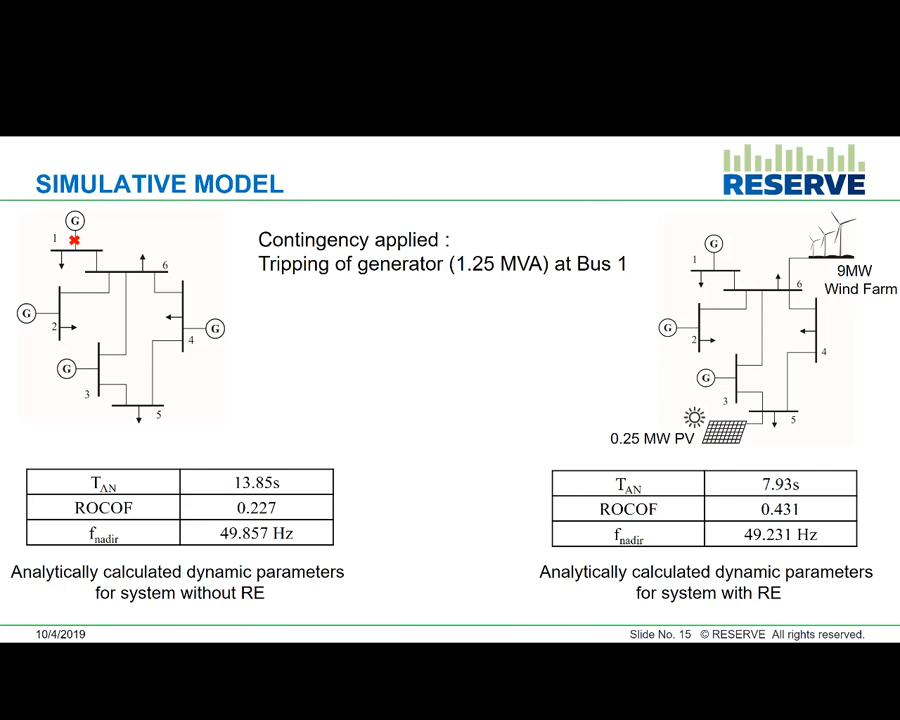 SIMULATIVE MODEL
RESERVE
Contingency applied :
Tripping of generator (1.25 MVA) at Bus 1
G
1
6
G
2
G
4
G
3
5
G
1
9MW
Wind Farm
6
G
2
4
G
3
5
0.25 MW PV
TAN 13.85s
ROCOF 0.227
fnadir 49.857 Hz
Analytically calculated dynamic parameters
for system without RE
TAN 7.93s
ROCOF 0.431
fnadir 49.231 Hz
Analytically calculated dynamic parameters
for system with RE
10/4/2019
Slide No. 15 © RESERVE All rights reserved.